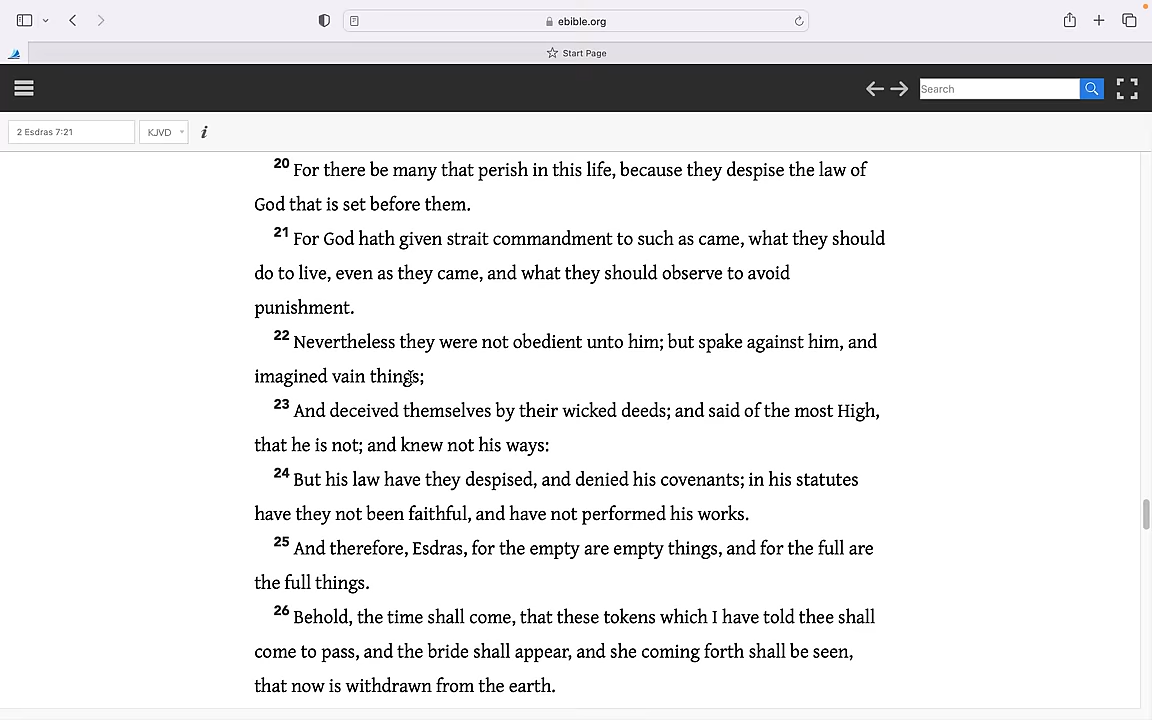 ebible.org
Start Page
Search
2 Esdras 7:21
KJVD
i
20 For there be many that perish in this life, because they despise the law of
God that is set before them.
21 For God hath given strait commandment to such as came, what they should
do to live, even as they came, and what they should observe to avoid
punishment.
22 Nevertheless they were not obedient unto him; but spake against him, and
imagined vain things;
23 And deceived themselves by their wicked deeds; and said of the most High,
that he is not; and knew not his ways:
24 But his law have they despised, and denied his covenants; in his statutes
have they not been faithful, and have not performed his works.
25 And therefore, Esdras, for the empty are empty things, and for the full are
the full things.
26 Behold, the time shall come, that these tokens which I have told thee shall
come to pass, and the bride shall appear, and she coming forth shall be seen,
that now is withdrawn from the earth.